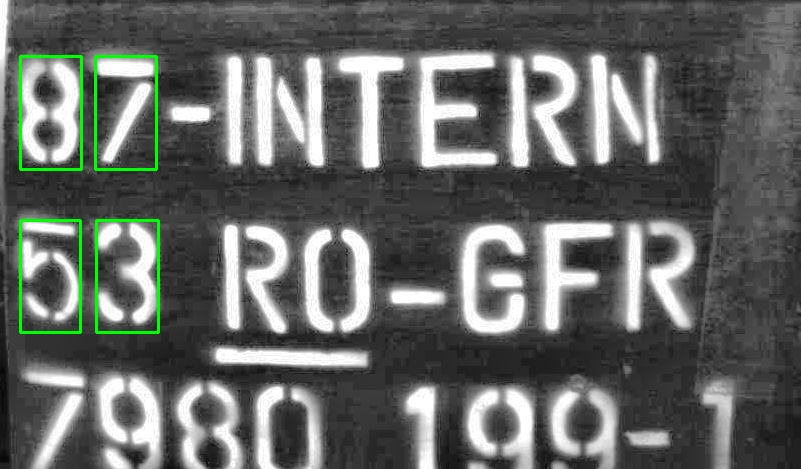 87-INTERN
53 RO-GFR
7980 199-1